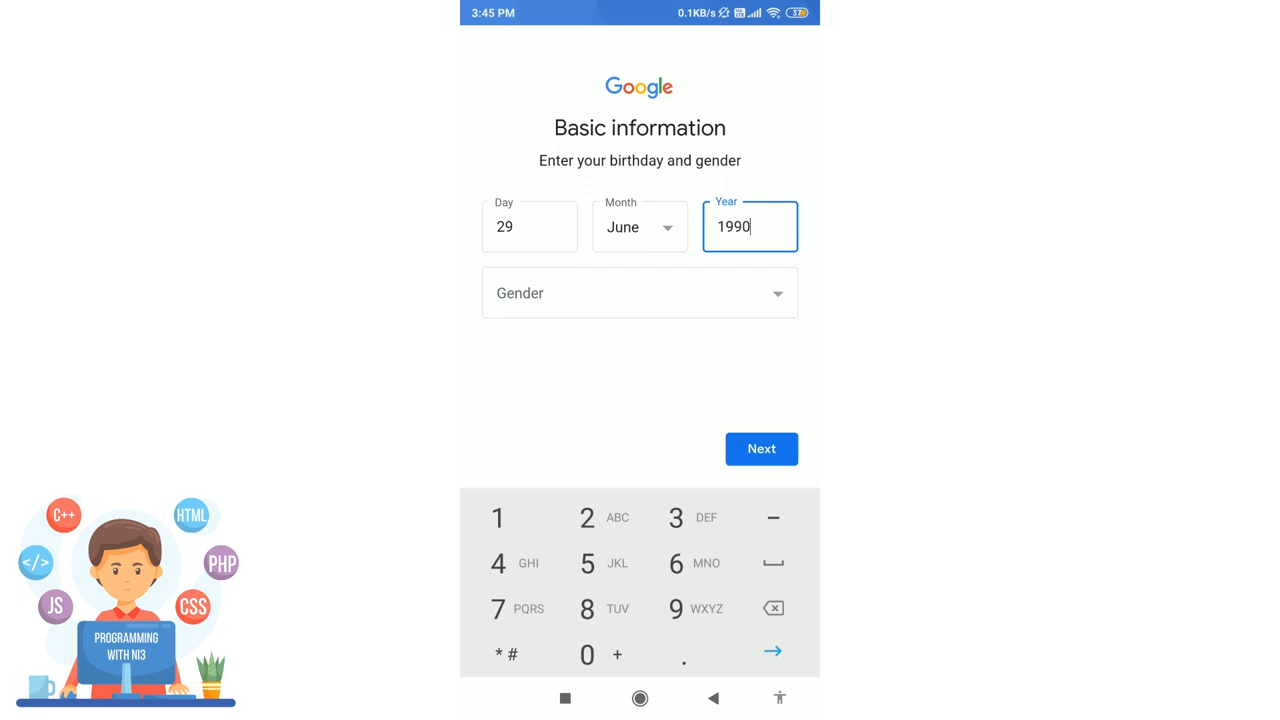 3:45 PM
0.1KB/s
37
Google
Basic information
Enter your birthday and gender
Day
Month
Year
29
June
1990
Gender
Next
1
2 ABC
3 DEF
-
4 GHI
5 JKL
6 MNO
7 PQRS
8 TUV
9 WXYZ
* #
0 +
.
C++
HTML
</>
PHP
JS
CSS
PROGRAMMING
WITH NI3